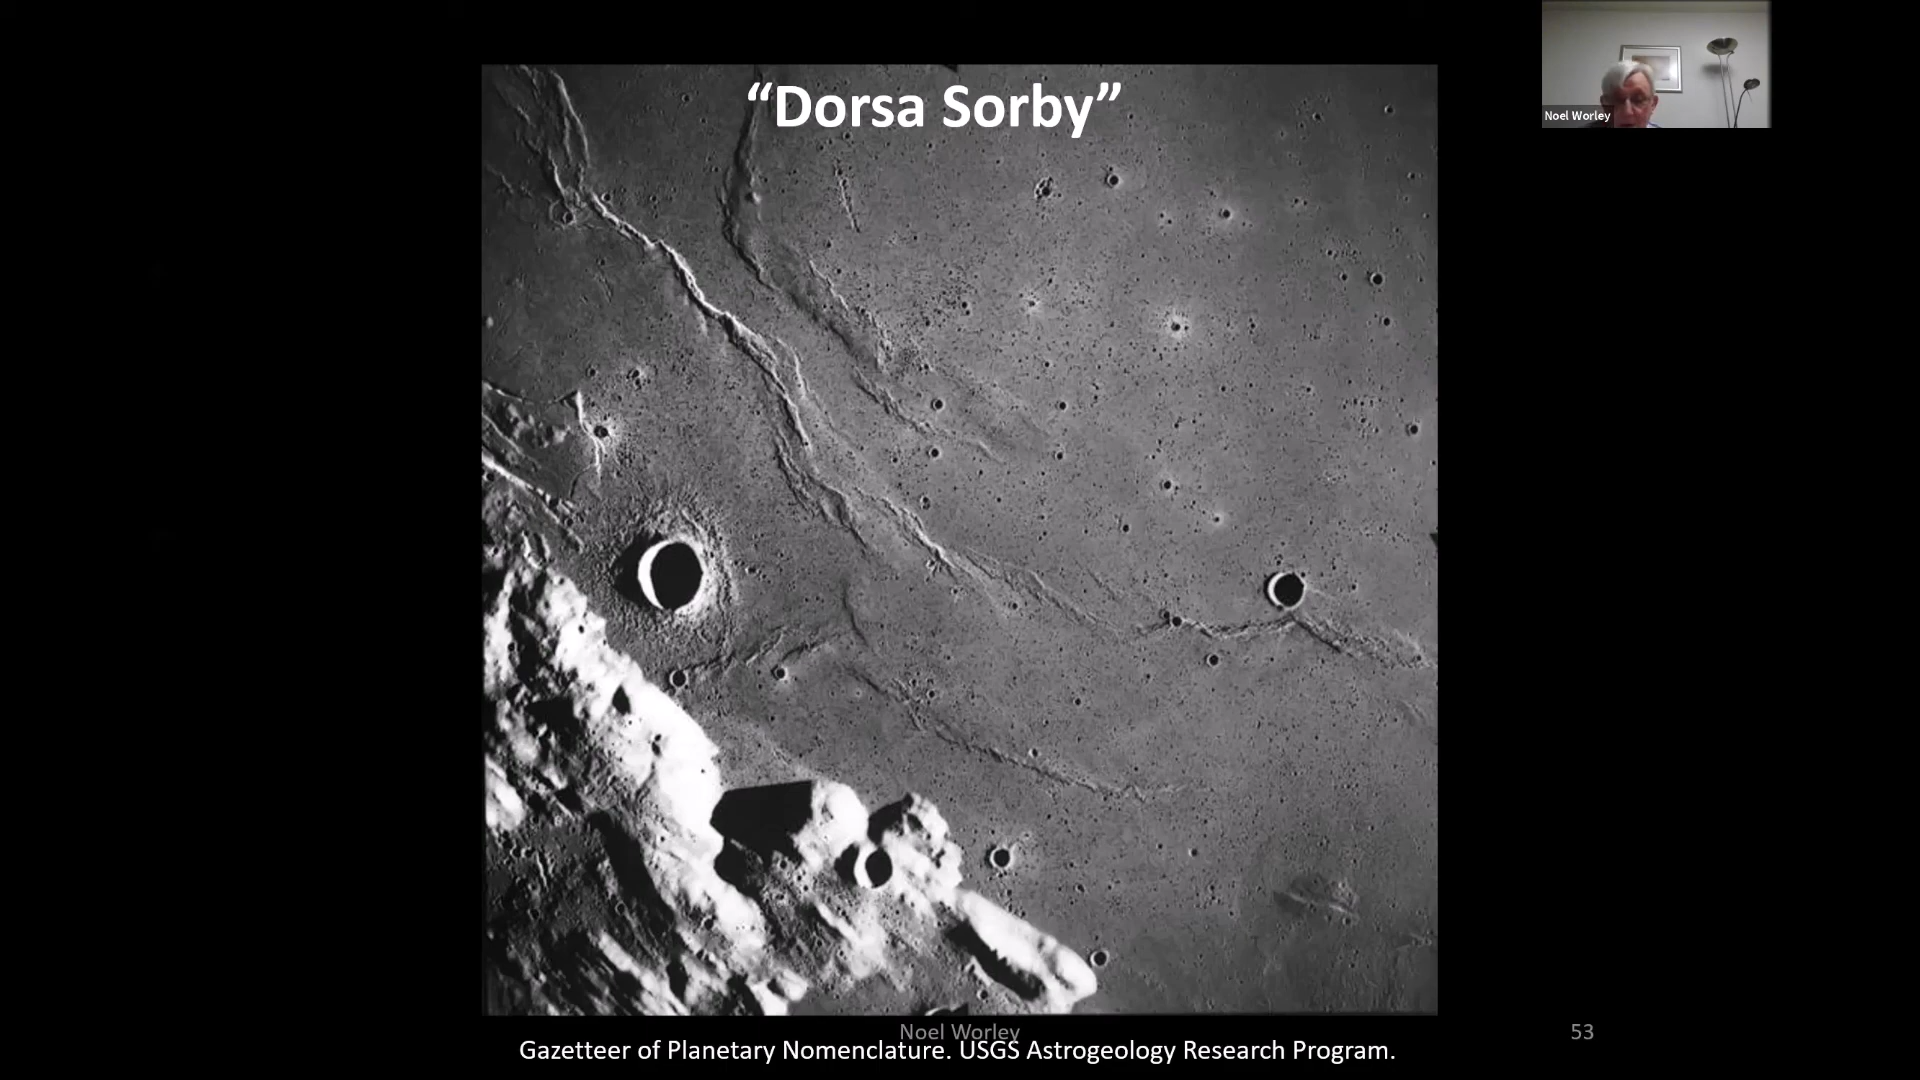 “Dorsa Sorby”
Noel Worley
Noel Worley
Gazetteer of Planetary Nomenclature. USGS Astrogeology Research Program.
53